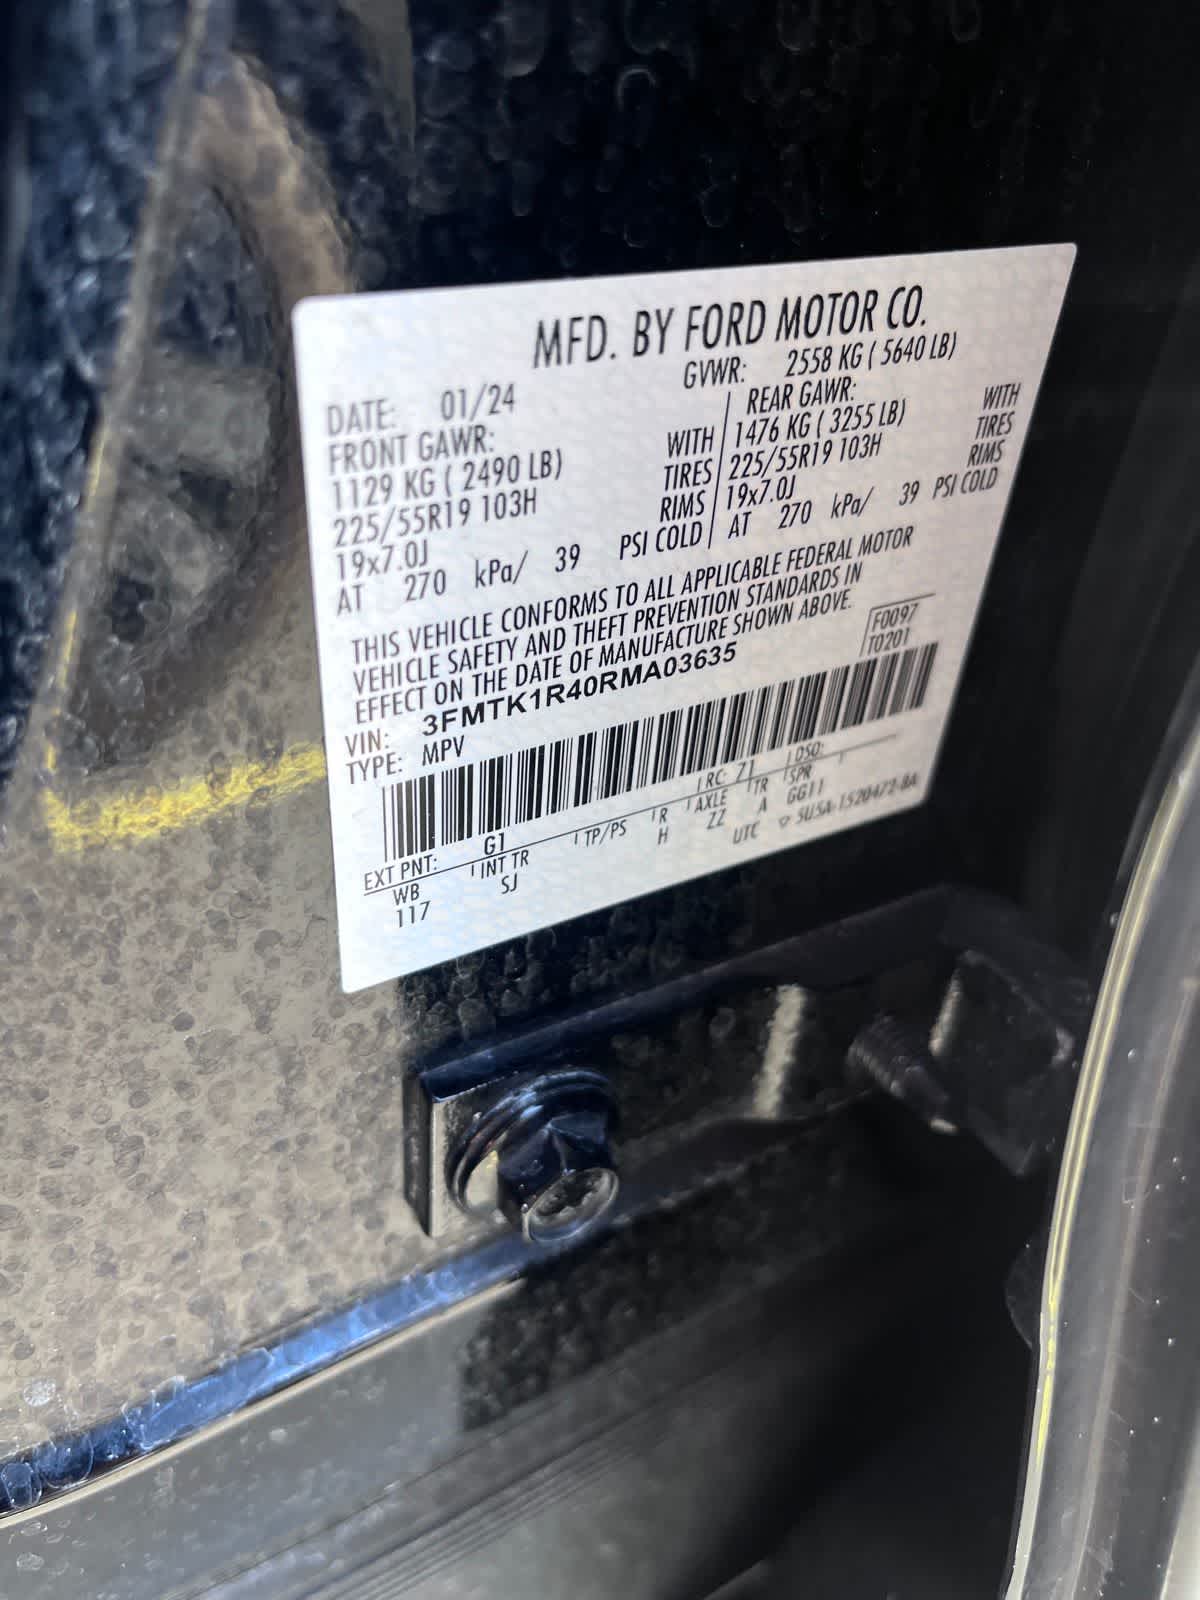 MFD. BY FORD MOTOR CO.
DATE: 01/24 GVWR: 2558 KG ( 5640 LB)
FRONT GAWR: REAR GAWR:
1129 KG ( 2490 LB) WITH 1476 KG ( 3255 LB) WITH
225/55R19 103H TIRES 225/55R19 103H TIRES
19x7.0J RIMS 19x7.0J RIMS
AT 270 kPa/ 39 PSI COLD AT 270 kPa/ 39 PSI COLD
THIS VEHICLE CONFORMS TO ALL APPLICABLE FEDERAL MOTOR
VEHICLE SAFETY AND THEFT PREVENTION STANDARDS IN
EFFECT ON THE DATE OF MANUFACTURE SHOWN ABOVE.
F0097
T0201
VIN: 3FMTK1R40RMA03635
TYPE: MPV
EXT PNT: G1 RC: 71 DSO:
WB INT TR TP/PS R AXLE TR SPR
117 SJ H ZZ A GG11
UTC 5U5A-1520472-BA